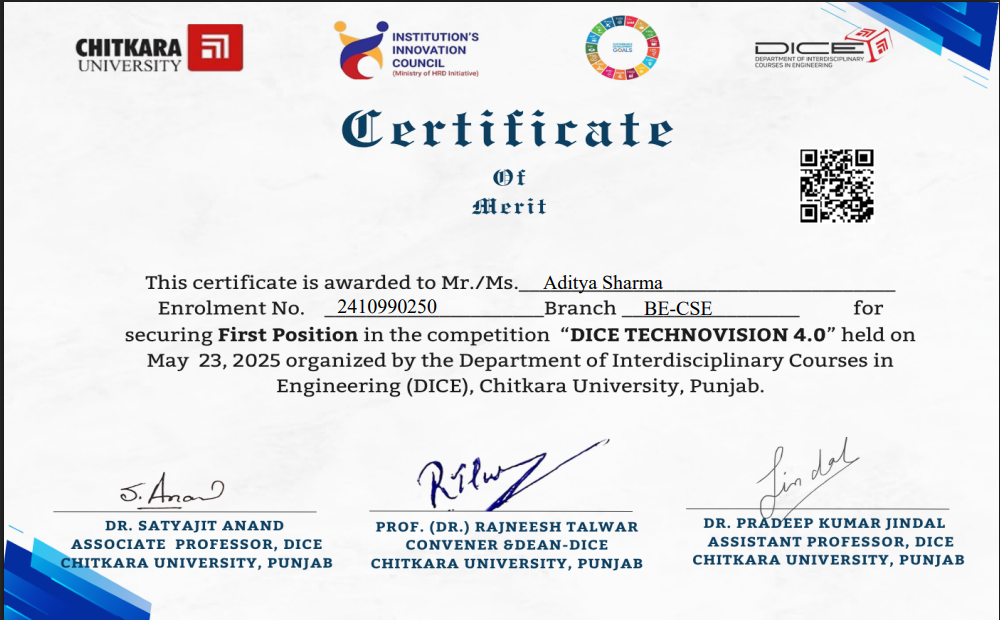 CHITKARA
UNIVERSITY
INSTITUTION'S
INNOVATION
COUNCIL
(Ministry of HRD Initiative)
SUSTAINABLE
DEVELOPMENT
GOALS
DICE
DEPARTMENT OF INTERDISCIPLINARY
COURSES IN ENGINEERING
Certificate
Of
Merit
This certificate is awarded to Mr./Ms. Aditya Sharma
Enrolment No. 2410990250 Branch BE-CSE for
securing First Position in the competition “DICE TECHNOVISION 4.0” held on
May 23, 2025 organized by the Department of Interdisciplinary Courses in
Engineering (DICE), Chitkara University, Punjab.
S. Anand
Jindal
DR. SATYAJIT ANAND
ASSOCIATE PROFESSOR, DICE
CHITKARA UNIVERSITY, PUNJAB
PROF. (DR.) RAJNEESH TALWAR
CONVENER &DEAN-DICE
CHITKARA UNIVERSITY, PUNJAB
DR. PRADEEP KUMAR JINDAL
ASSISTANT PROFESSOR, DICE
CHITKARA UNIVERSITY, PUNJAB